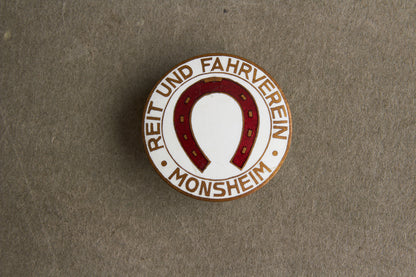 REIT UND FAHRVEREIN
• MONSHEIM •